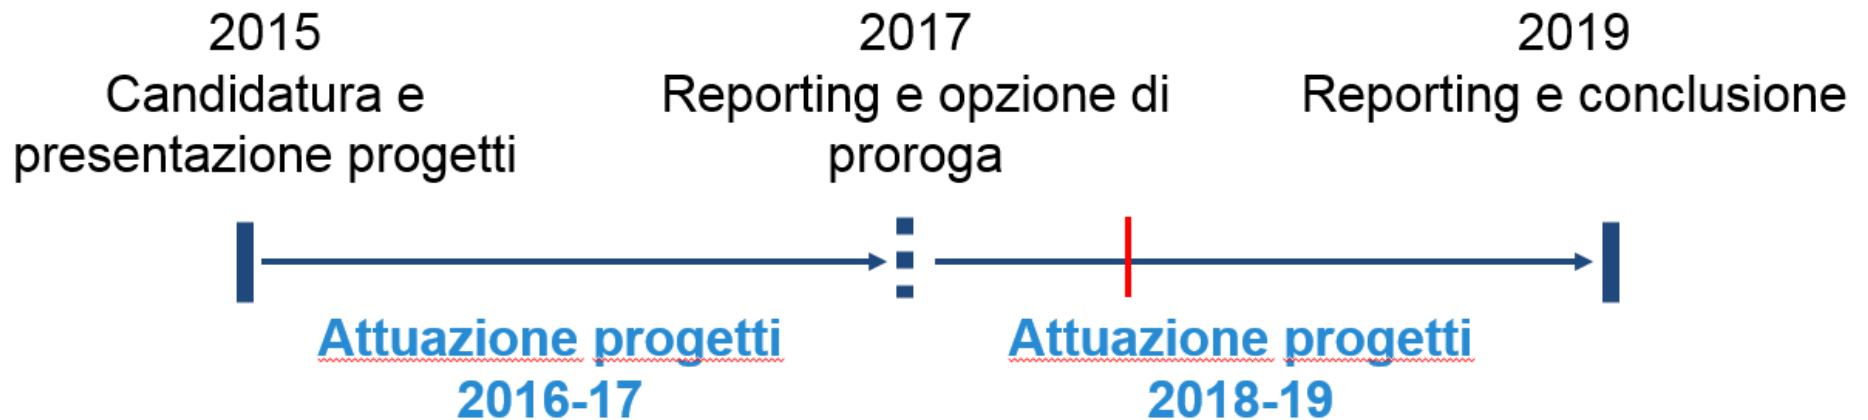 2015
Candidatura e
presentazione progetti
2017
Reporting e opzione di
proroga
2019
Reporting e conclusione
Attuazione progetti
2016-17
Attuazione progetti
2018-19